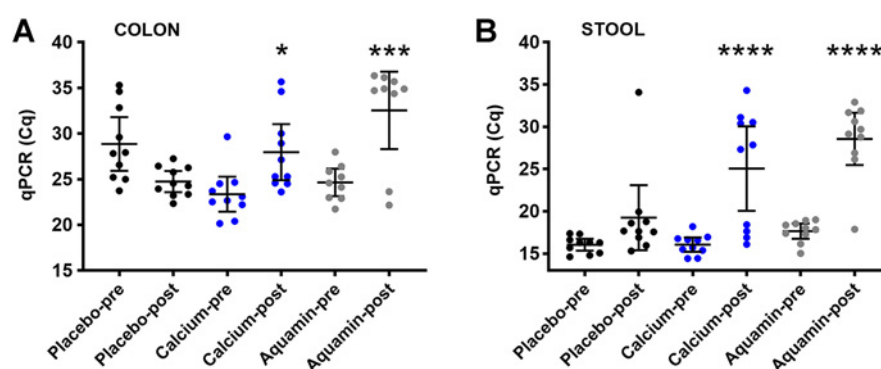 A COLON
qPCR (Cq)
40
35
30
25
20
15
* ***
Placebo-pre
Placebo-post
Calcium-pre
Calcium-post
Aquamin-pre
Aquamin-post
B STOOL
qPCR (Cq)
40
35
30
25
20
15
**** ****
Placebo-pre
Placebo-post
Calcium-pre
Calcium-post
Aquamin-pre
Aquamin-post